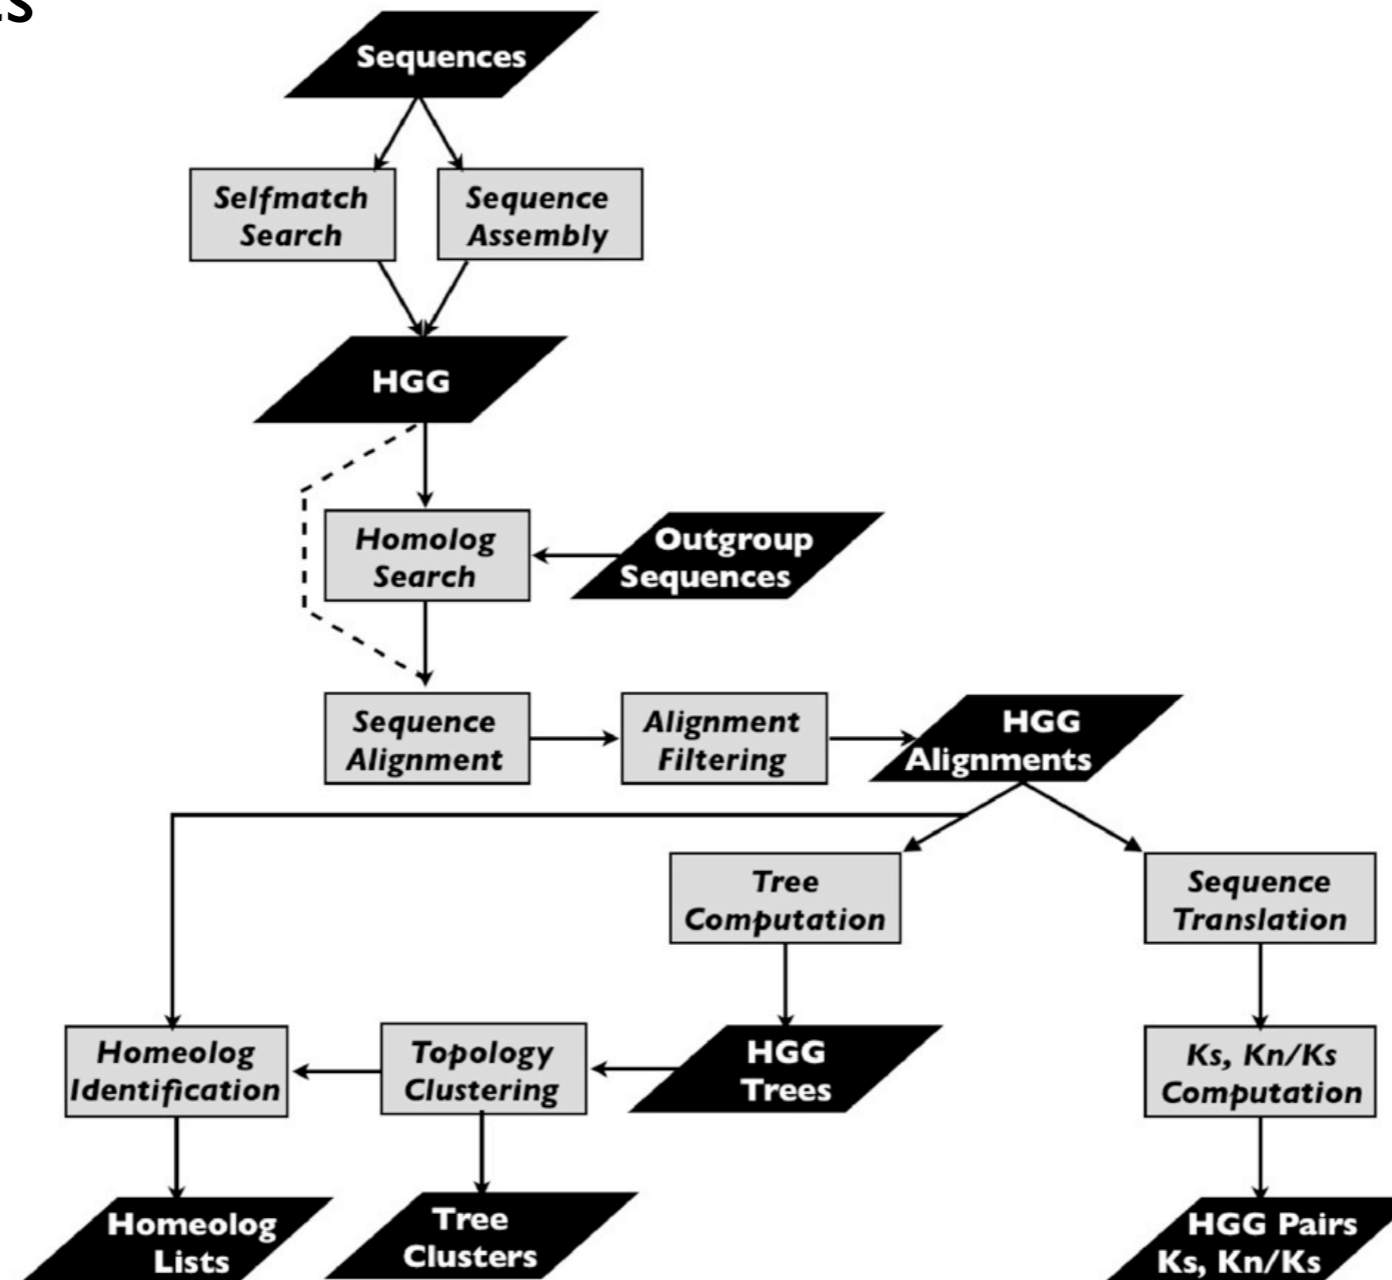 Sequences
Selfmatch
Search
Sequence
Assembly
HGG
Homolog
Search
Outgroup
Sequences
Sequence
Alignment
Alignment
Filtering
HGG
Alignments
Tree
Computation
Sequence
Translation
Homeolog
Identification
Topology
Clustering
HGG
Trees
Ks, Kn/Ks
Computation
Homeolog
Lists
Tree
Clusters
HGG Pairs
Ks, Kn/Ks